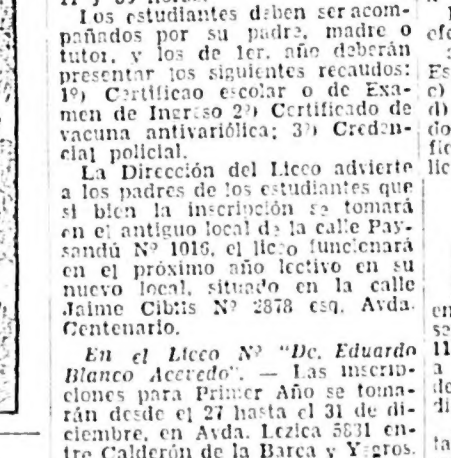 Los estudiantes deben ser acom-
pañados por su padre, madre o
tutor, y los de 1er. año deberán
presentar los siguientes recaudos:
1º) Certificao escolar o de Exa-
men de Ingreso 2º) Certificado de
vacuna antivariólica; 3º) Creden-
cial policial.
La Dirección del Liceo advierte
a los padres de los estudiantes que
si bien la inscripción se tomará
en el antiguo local de la calle Pay-
sandú Nº 1016, el liceo funcionará
en el próximo año lectivo en su
nuevo local, situado en la calle
Jaime Cibils Nº 2878 esq. Avda.
Centenario.
En el Liceo Nº "Dc. Eduardo
Blanco Acevedo". — Las inscrip-
ciones para Primer Año se toma-
rán desde el 27 hasta el 31 de di-
ciembre, en Avda. Lezica 5831 en-
tre Calderón de la Barca y Yegros.